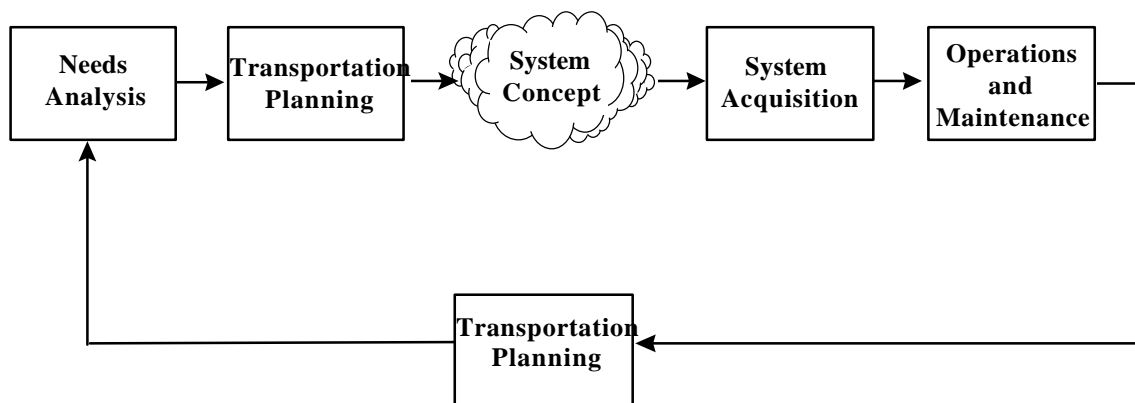 Needs
Analysis
Transportation
Planning
System
Concept
System
Acquisition
Operations
and
Maintenance
Transportation
Planning